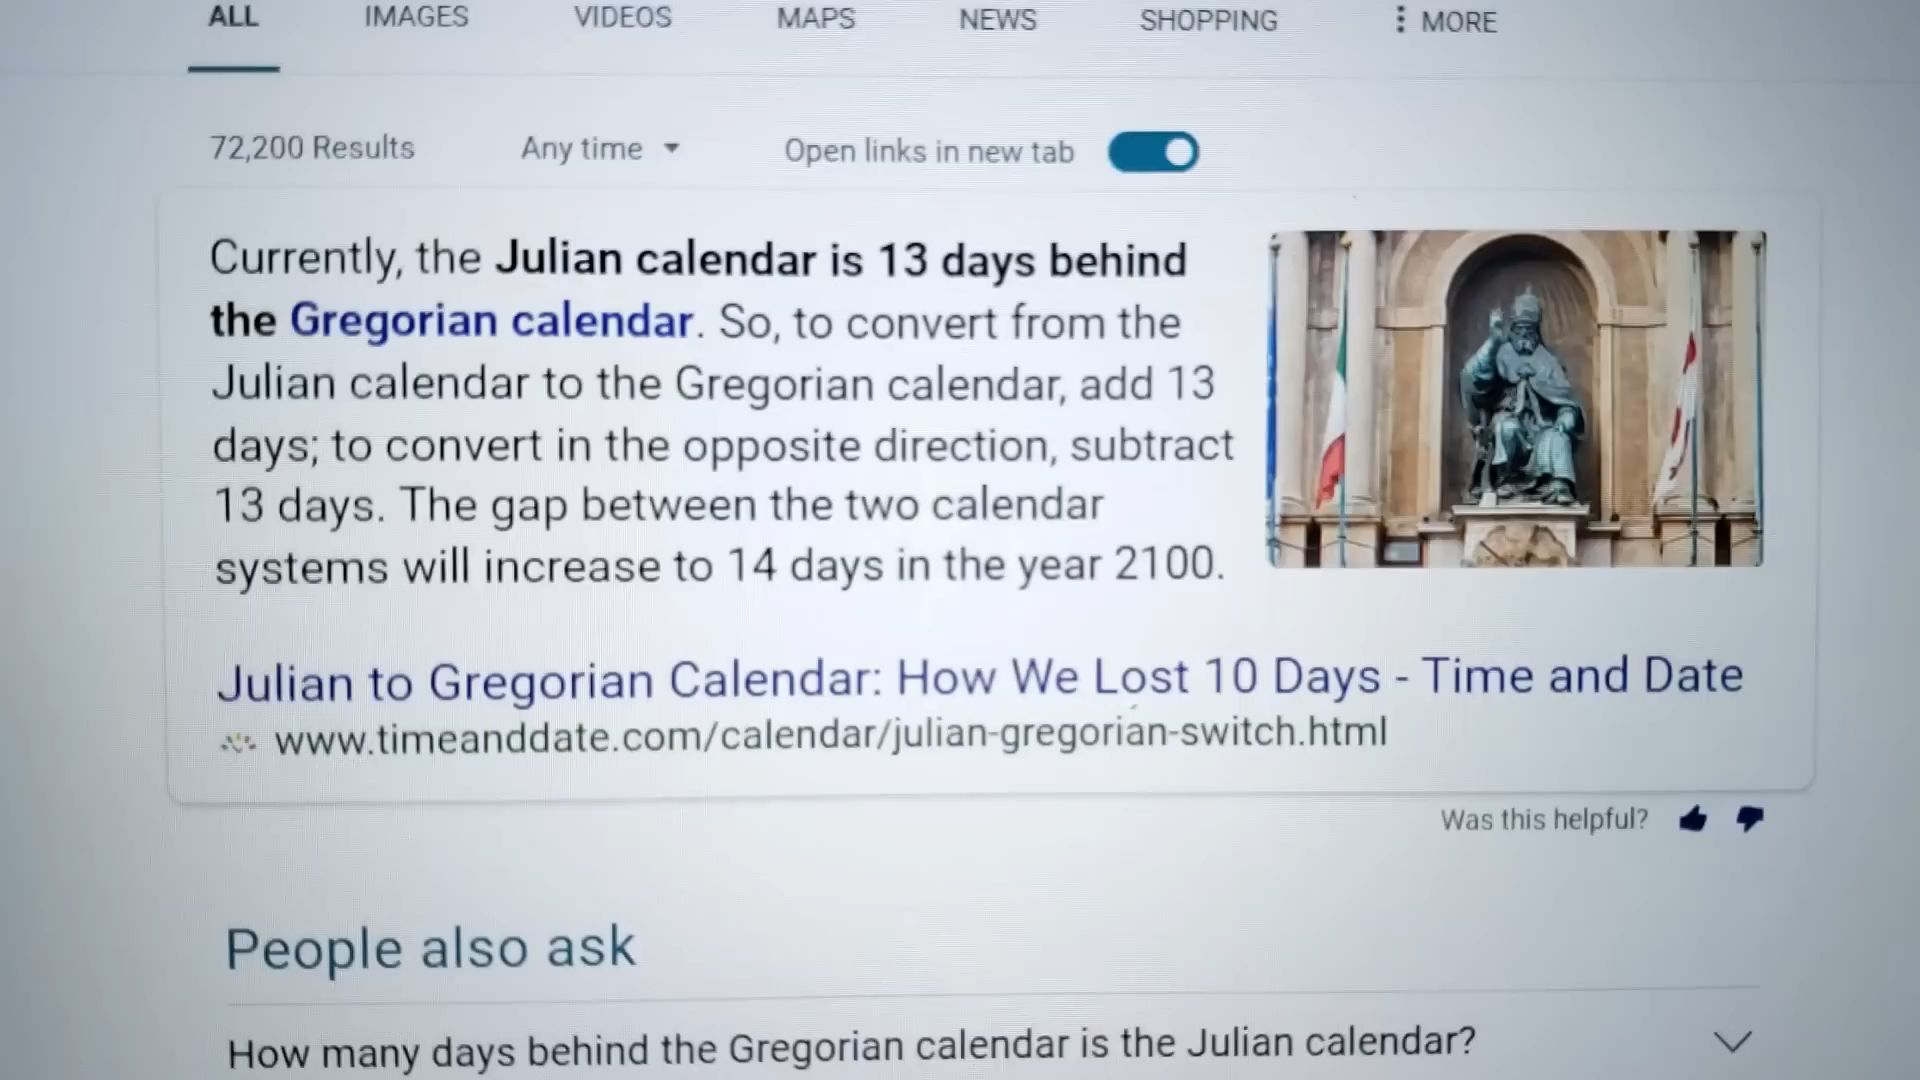 ALL IMAGES VIDEOS MAPS NEWS SHOPPING MORE
72,200 Results Any time Open links in new tab
Currently, the Julian calendar is 13 days behind
the Gregorian calendar. So, to convert from the
Julian calendar to the Gregorian calendar, add 13
days; to convert in the opposite direction, subtract
13 days. The gap between the two calendar
systems will increase to 14 days in the year 2100.
Julian to Gregorian Calendar: How We Lost 10 Days - Time and Date
www.timeanddate.com/calendar/julian-gregorian-switch.html
Was this helpful?
People also ask
How many days behind the Gregorian calendar is the Julian calendar?